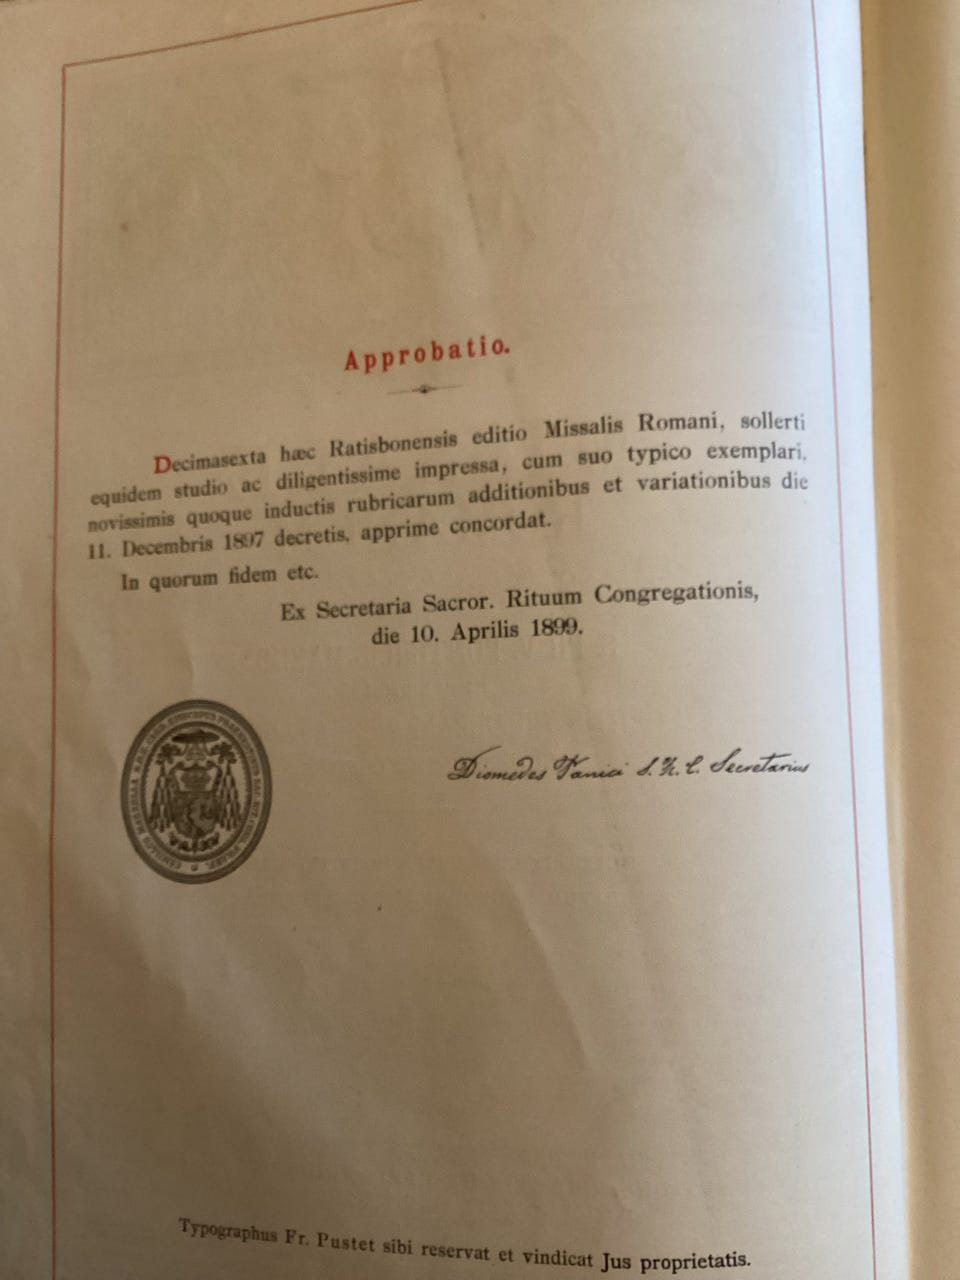 Approbatio.
Decimasexta hæc Ratisbonensis editio Missalis Romani, sollerti
equidem studio ac diligentissime impressa, cum suo typico exemplari,
novissimis quoque inductis rubricarum additionibus et variationibus die
11. Decembris 1897 decretis, apprime concordat.
In quorum fidem etc.
Ex Secretaria Sacror. Rituum Congregationis,
die 10. Aprilis 1899.
Diomedes Panici S. R. C. Secretarius
Typographus Fr. Pustet sibi reservat et vindicat Jus proprietatis.